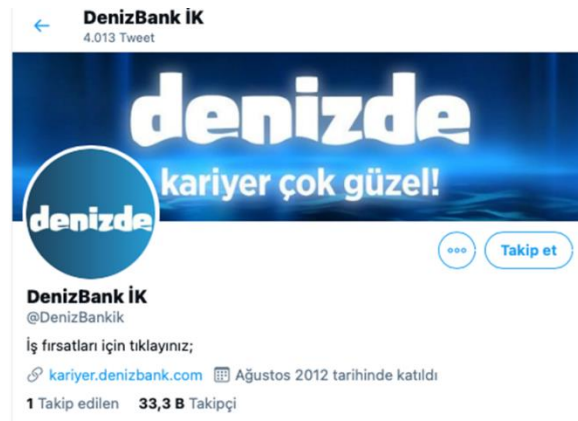 DenizBank İK
4.013 Tweet
denizde
kariyer çok güzel!
denizde
Takip et
DenizBank İK
@DenizBankik
İş fırsatları için tıklayınız;
kariyer.denizbank.com Ağustos 2012 tarihinde katıldı
1 Takip edilen 33,3 B Takipçi